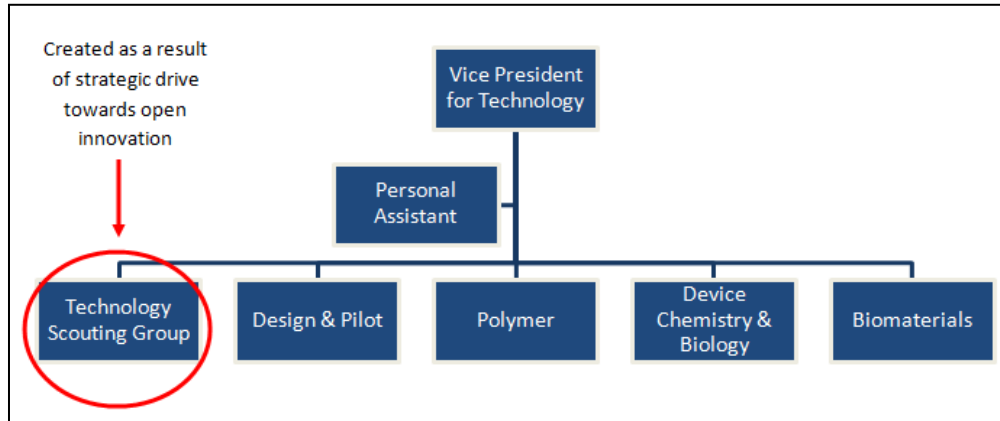 Created as a result
of strategic drive
towards open
innovation
Vice President
for Technology
Personal
Assistant
Technology
Scouting Group
Design & Pilot
Polymer
Device
Chemistry &
Biology
Biomaterials